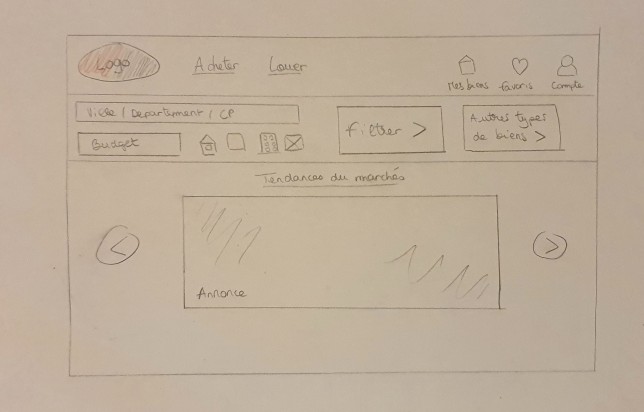 Logo
Acheter
Louer
Mes biens
favoris
Compte
Ville / Département / CP
Budget
filtrer >
Autres types
de biens >
Tendances du marchés
<
>
Annonce